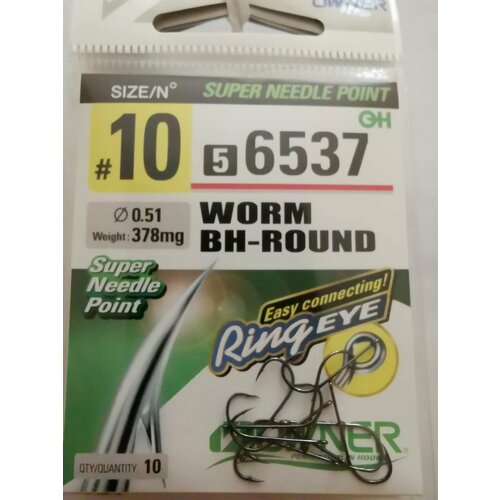 OWNER
SIZE/N° SUPER NEEDLE POINT
#10
5 6537
Ø 0.51
Weight: 378mg
WORM
BH-ROUND
Super
Needle
Point
Easy connecting!
Ring EYE
OWNER
QTY/QUANTITY 10